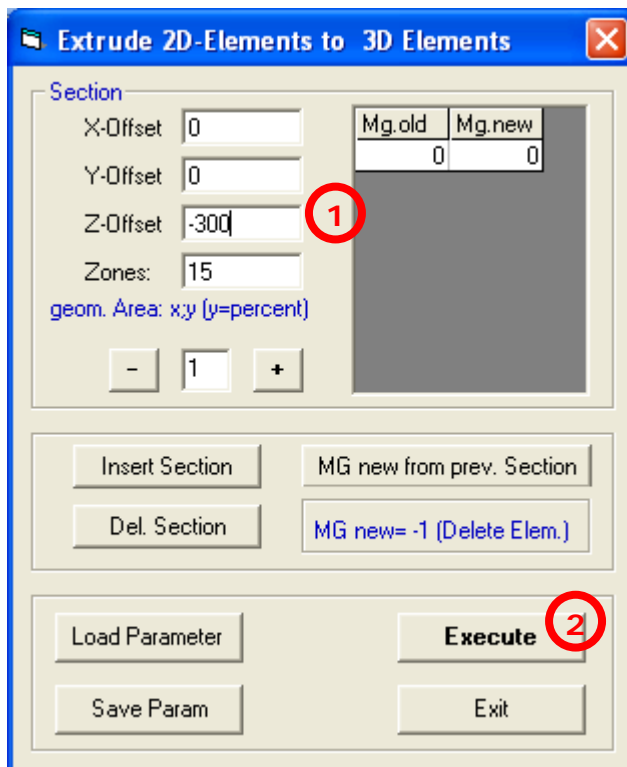 Extrude 2D-Elements to 3D Elements
Section
X-Offset 0
Y-Offset 0
Z-Offset -300
1
Zones: 15
geom. Area: x;y (y=percent)
- 1 +
Mg.old Mg.new
0 0
Insert Section
MG new from prev. Section
Del. Section
MG new= -1 (Delete Elem.)
Load Parameter
Execute
2
Save Param
Exit